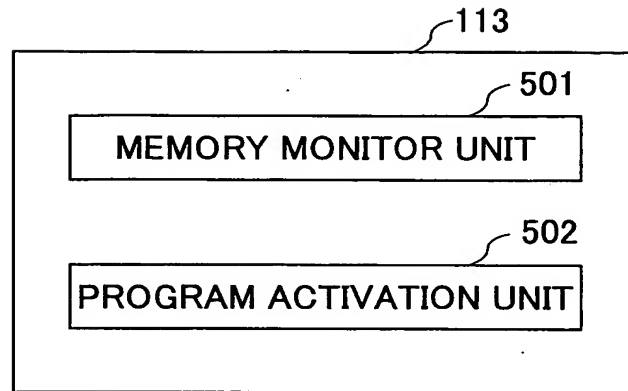 113
501
MEMORY MONITOR UNIT
502
PROGRAM ACTIVATION UNIT